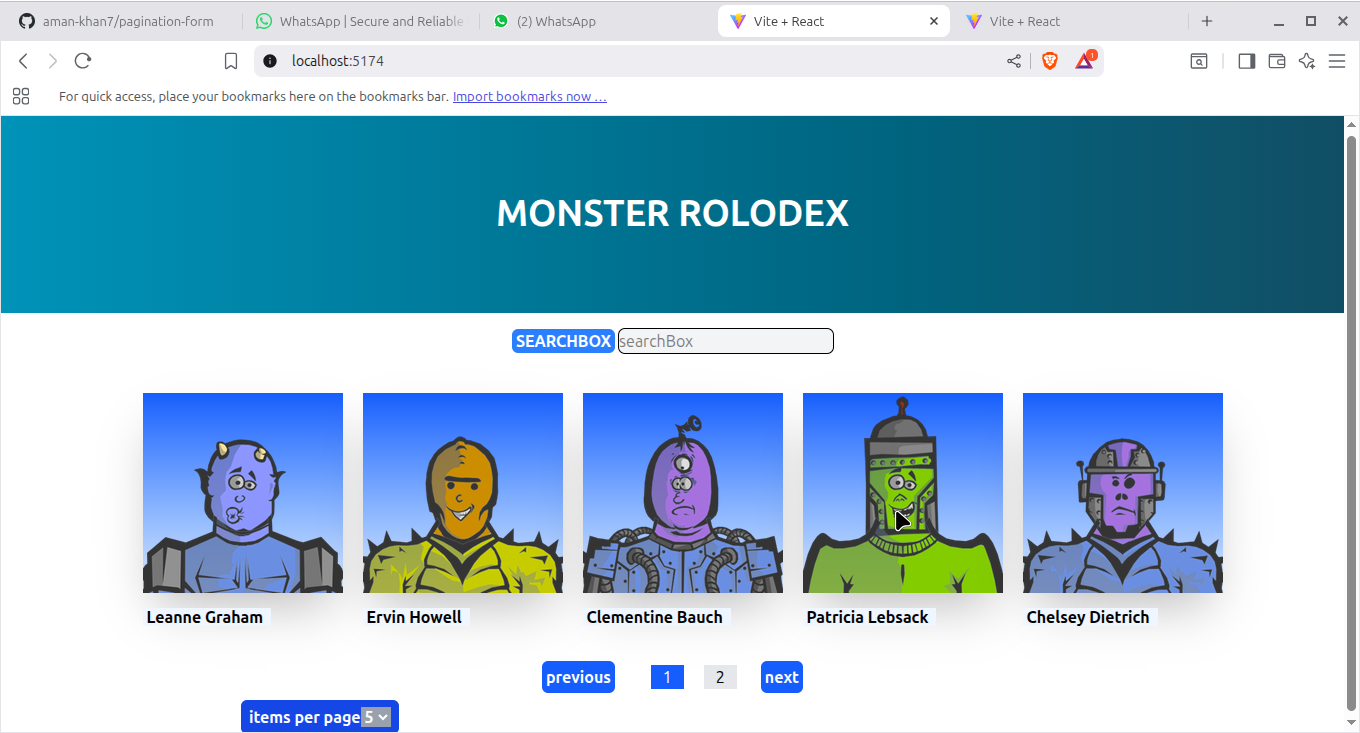 aman-khan7/pagination-form
WhatsApp | Secure and Reliable
(2) WhatsApp
Vite + React
Vite + React
localhost:5174
1
For quick access, place your bookmarks here on the bookmarks bar. Import bookmarks now ...
MONSTER ROLODEX
SEARCHBOX searchBox
Leanne Graham
Ervin Howell
Clementine Bauch
Patricia Lebsack
Chelsey Dietrich
previous 1 2 next
items per page 5